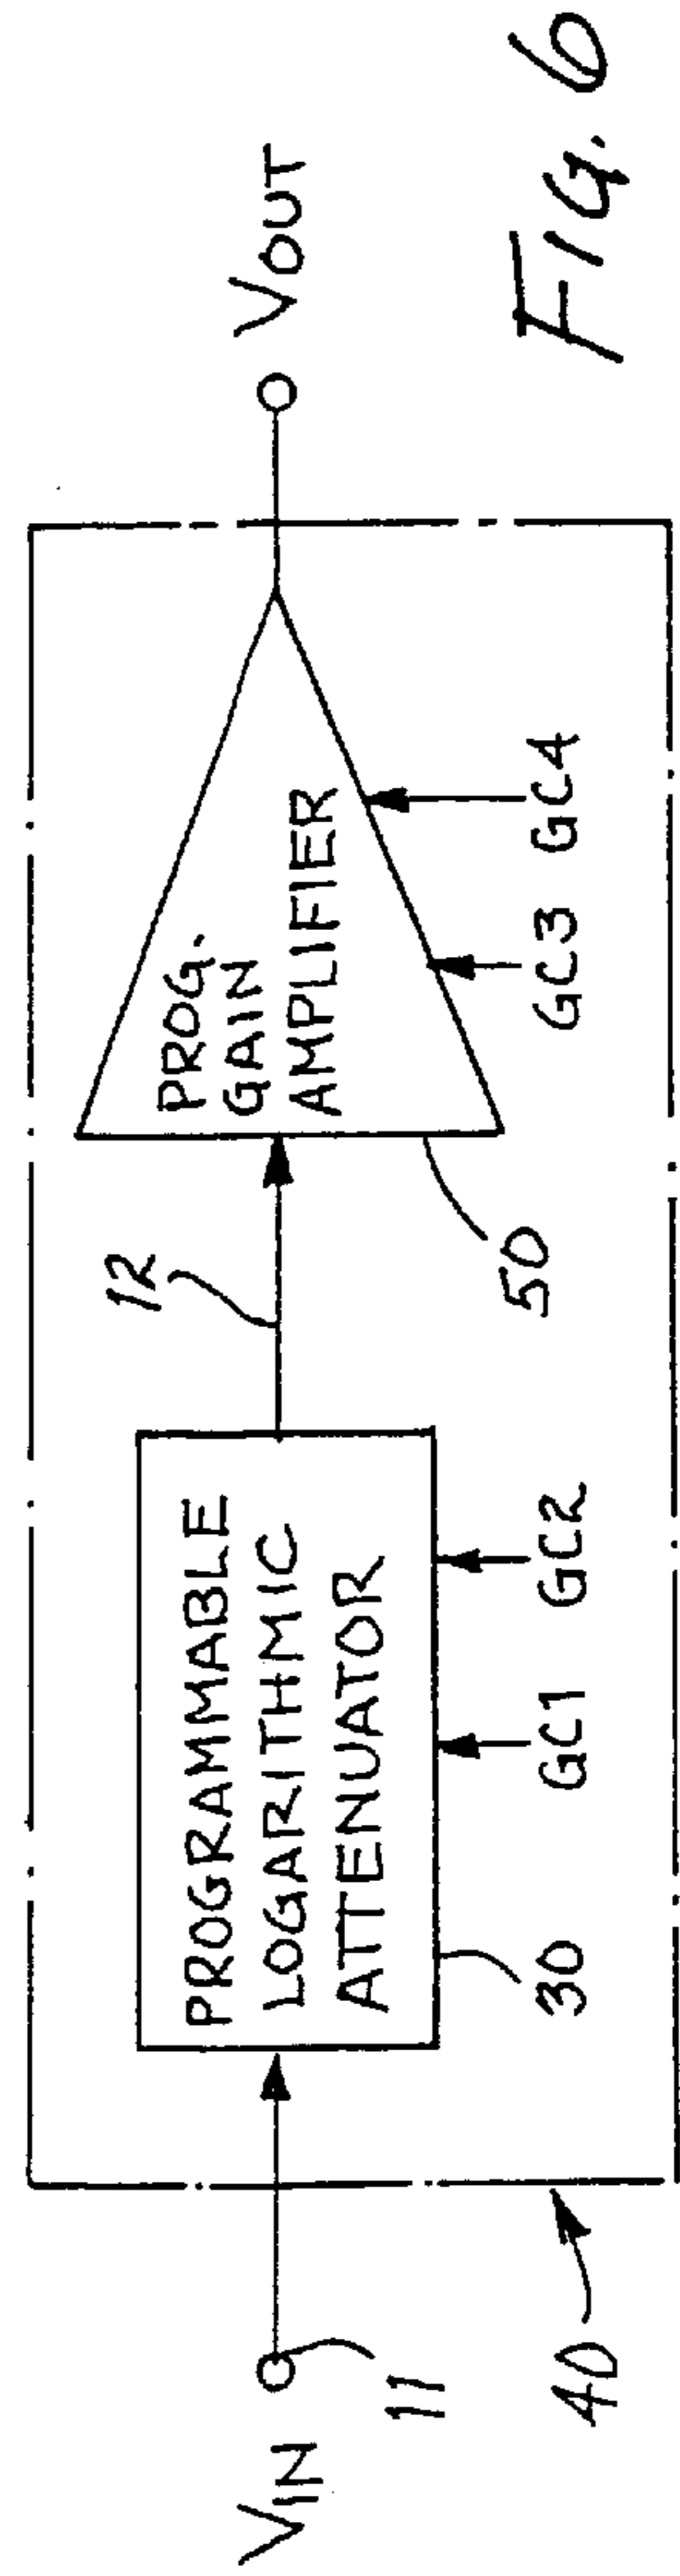 VIN
11
40
PROGRAMMABLE
LOGARITHMIC
ATTENUATOR
30
GC1
GC2
12
PROG.
GAIN
AMPLIFIER
50
GC3
GC4
VOUT
FIG. 6